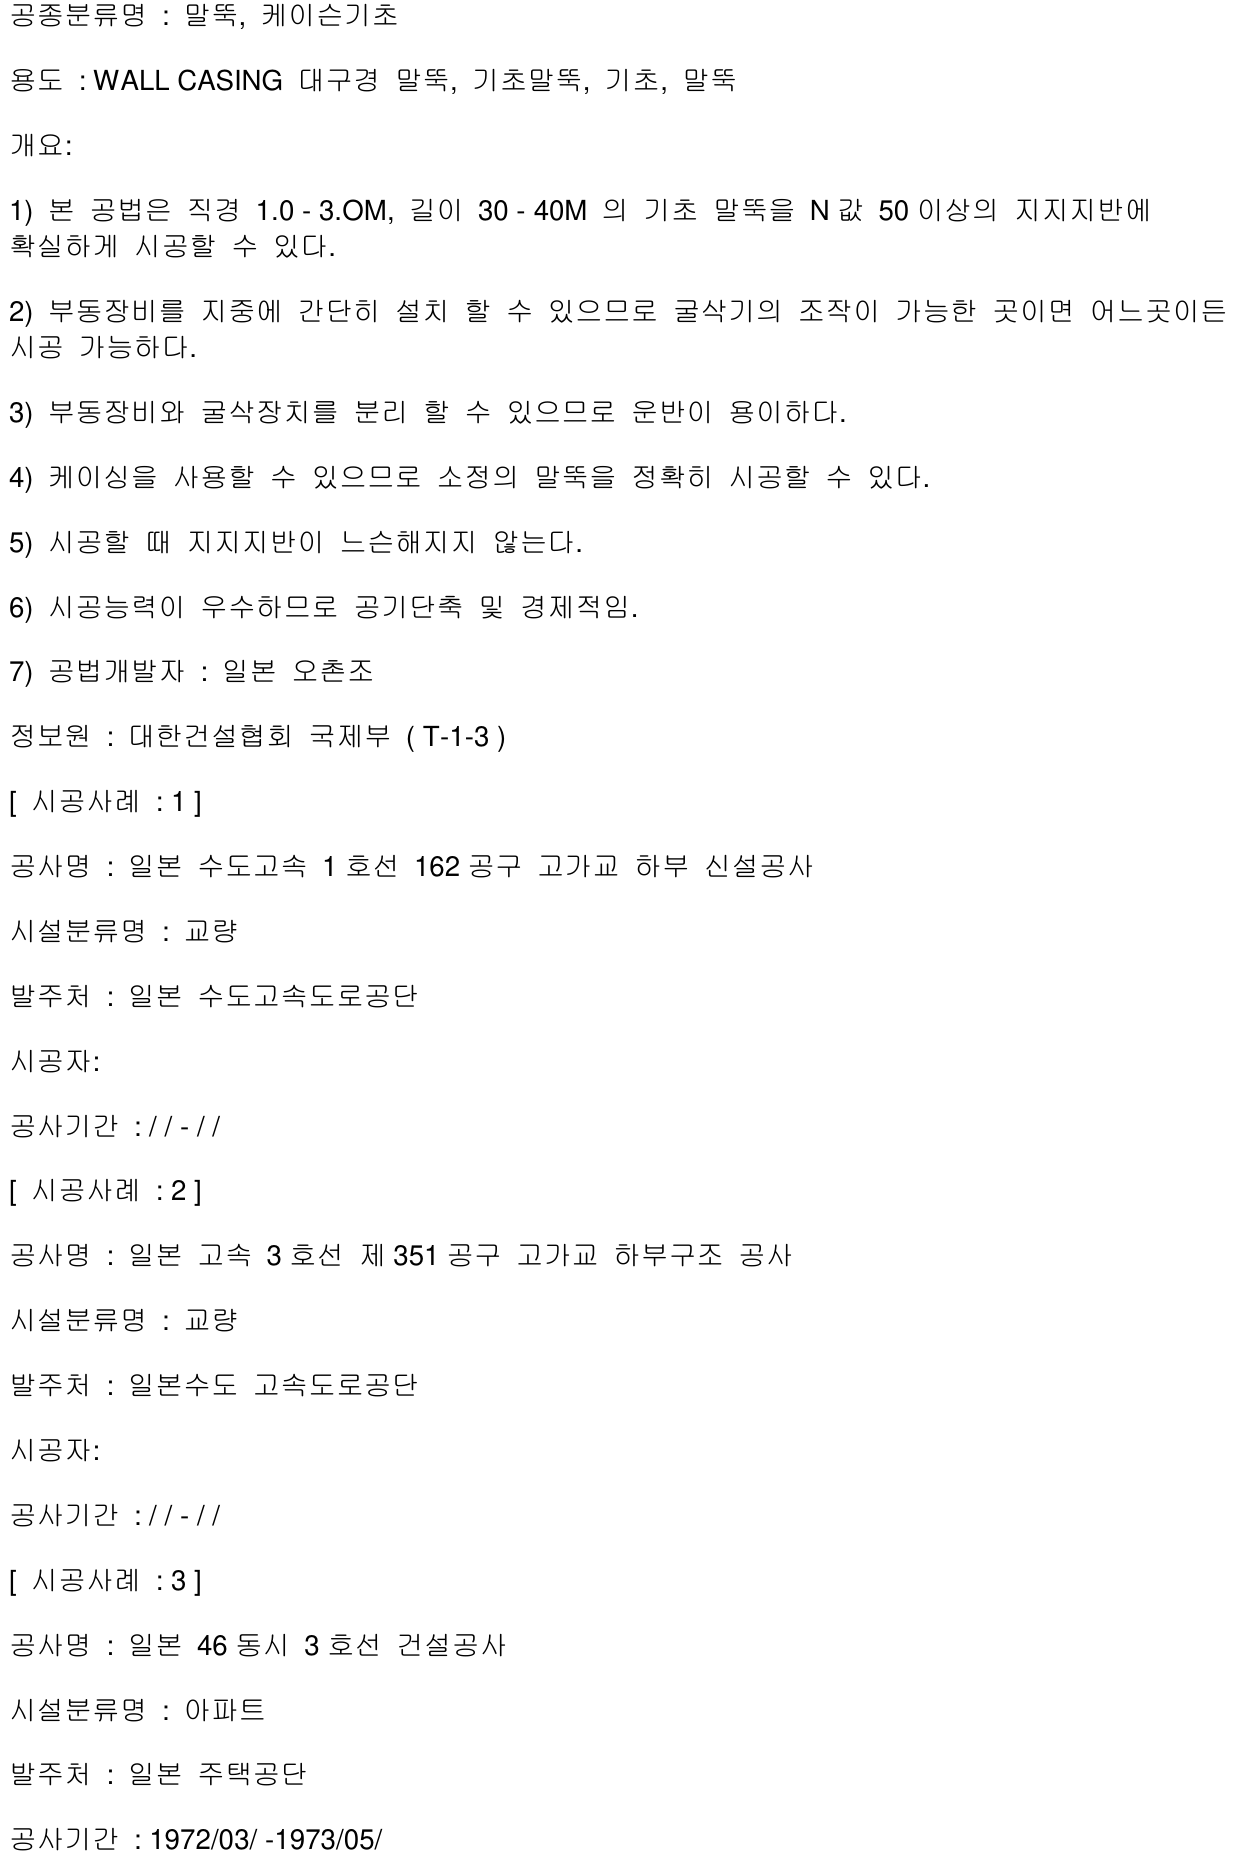 공종분류명 : 말뚝, 케이슨기초
용도 : WALL CASING 대구경 말뚝, 기초말뚝, 기초, 말뚝
개요:
1) 본 공법은 직경 1.0 - 3.OM, 길이 30 - 40M 의 기초 말뚝을 N 값 50 이상의 지지지반에
확실하게 시공할 수 있다.
2) 부동장비를 지중에 간단히 설치 할 수 있으므로 굴삭기의 조작이 가능한 곳이면 어느곳이든
시공 가능하다.
3) 부동장비와 굴삭장치를 분리 할 수 있으므로 운반이 용이하다.
4) 케이싱을 사용할 수 있으므로 소정의 말뚝을 정확히 시공할 수 있다.
5) 시공할 때 지지지반이 느슨해지지 않는다.
6) 시공능력이 우수하므로 공기단축 및 경제적임.
7) 공법개발자 : 일본 오촌조
정보원 : 대한건설협회 국제부 ( T-1-3 )
[ 시공사례 : 1 ]
공사명 : 일본 수도고속 1 호선 162 공구 고가교 하부 신설공사
시설분류명 : 교량
발주처 : 일본 수도고속도로공단
시공자:
공사기간 : / / - / /
[ 시공사례 : 2 ]
공사명 : 일본 고속 3 호선 제 351 공구 고가교 하부구조 공사
시설분류명 : 교량
발주처 : 일본수도 고속도로공단
시공자:
공사기간 : / / - / /
[ 시공사례 : 3 ]
공사명 : 일본 46 동시 3 호선 건설공사
시설분류명 : 아파트
발주처 : 일본 주택공단
공사기간 : 1972/03/ -1973/05/